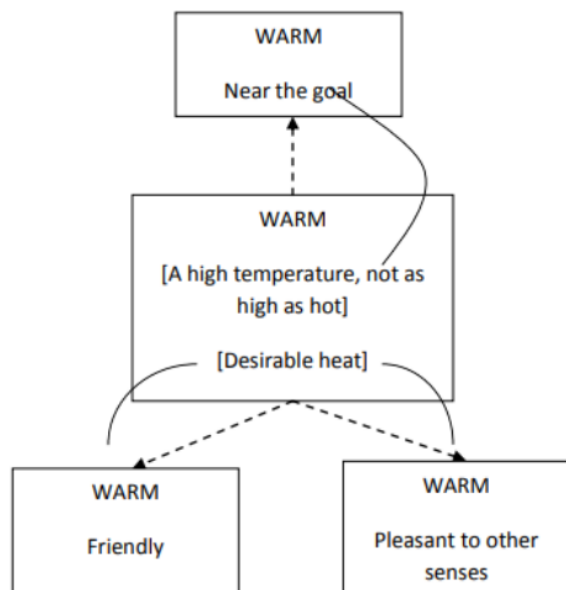 WARM
Near the goal
WARM
[A high temperature, not as
high as hot]
[Desirable heat]
WARM
Friendly
WARM
Pleasant to other
senses